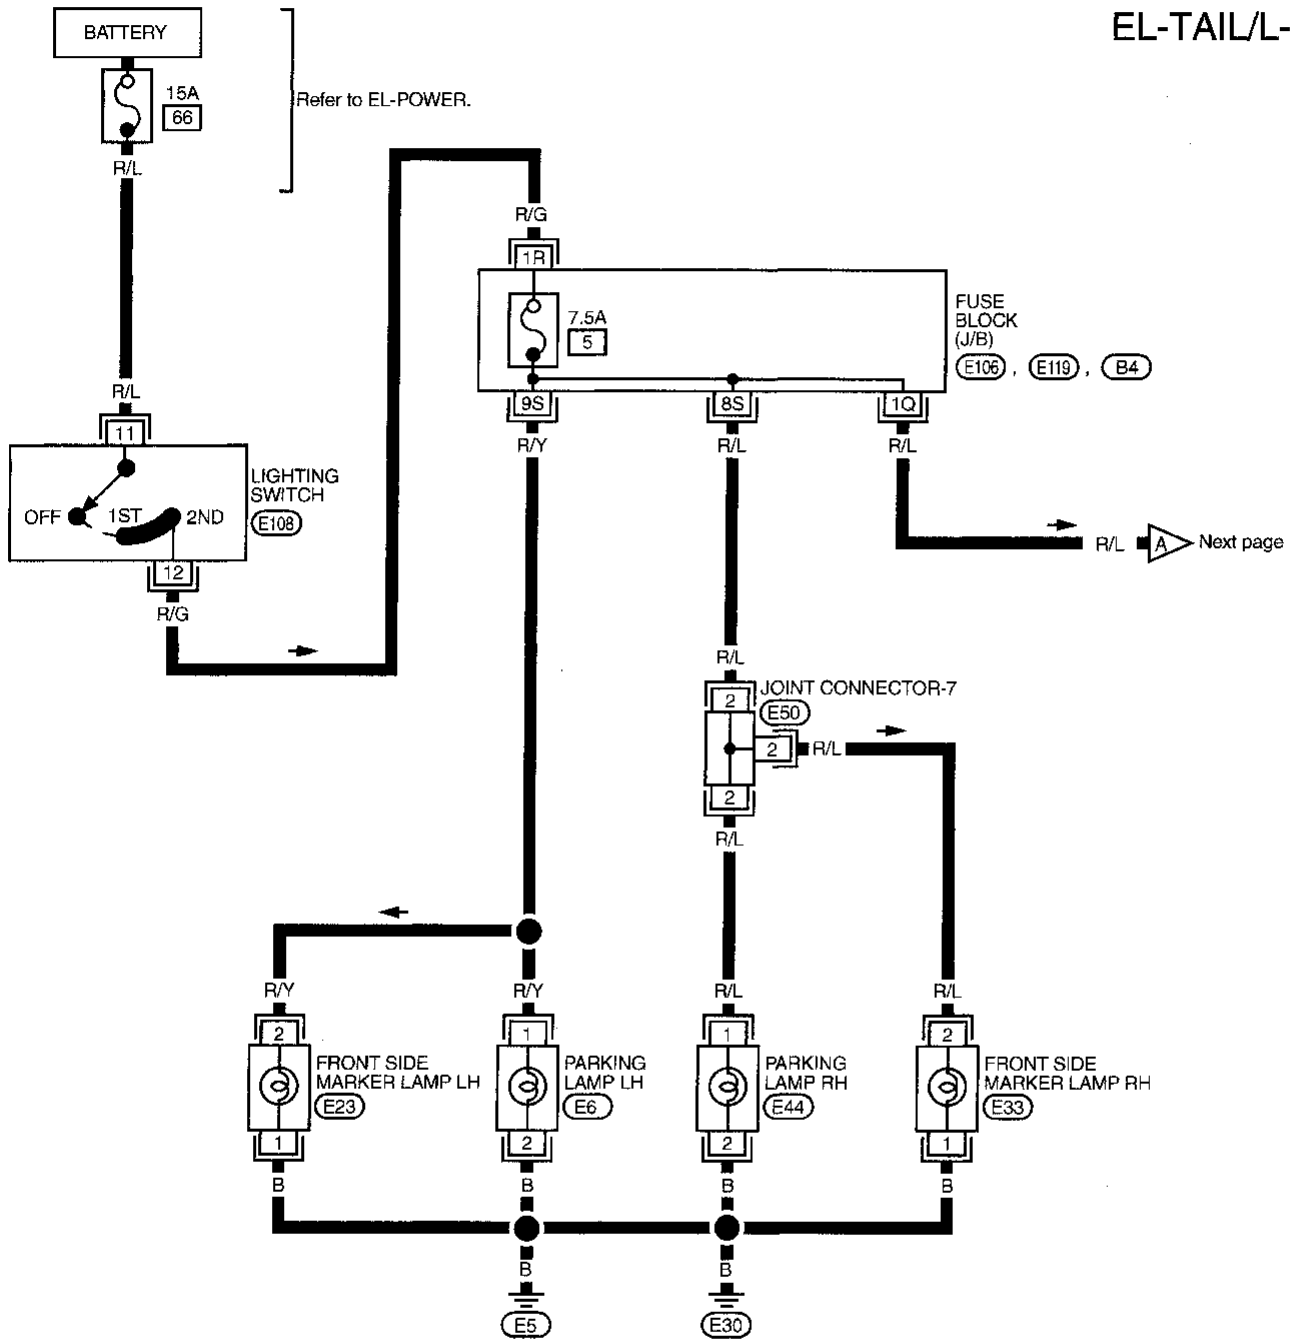 EL-TAIL/L-
BATTERY
15A
66
Refer to EL-POWER.
R/L
R/G
1R
7.5A
5
FUSE
BLOCK
(J/B)
E106 , E119 , B4
R/L
9S
8S
1Q
11
R/Y
R/L
R/L
LIGHTING
SWITCH
E108
OFF
1ST
2ND
R/L
A
Next page
12
R/G
R/L
JOINT CONNECTOR-7
E50
2
2
R/L
2
R/L
R/Y
R/Y
R/L
R/L
2
1
1
2
FRONT SIDE
MARKER LAMP LH
E23
PARKING
LAMP LH
E6
PARKING
LAMP RH
E44
FRONT SIDE
MARKER LAMP RH
E33
1
2
2
1
B
B
B
B
B
B
E5
E30